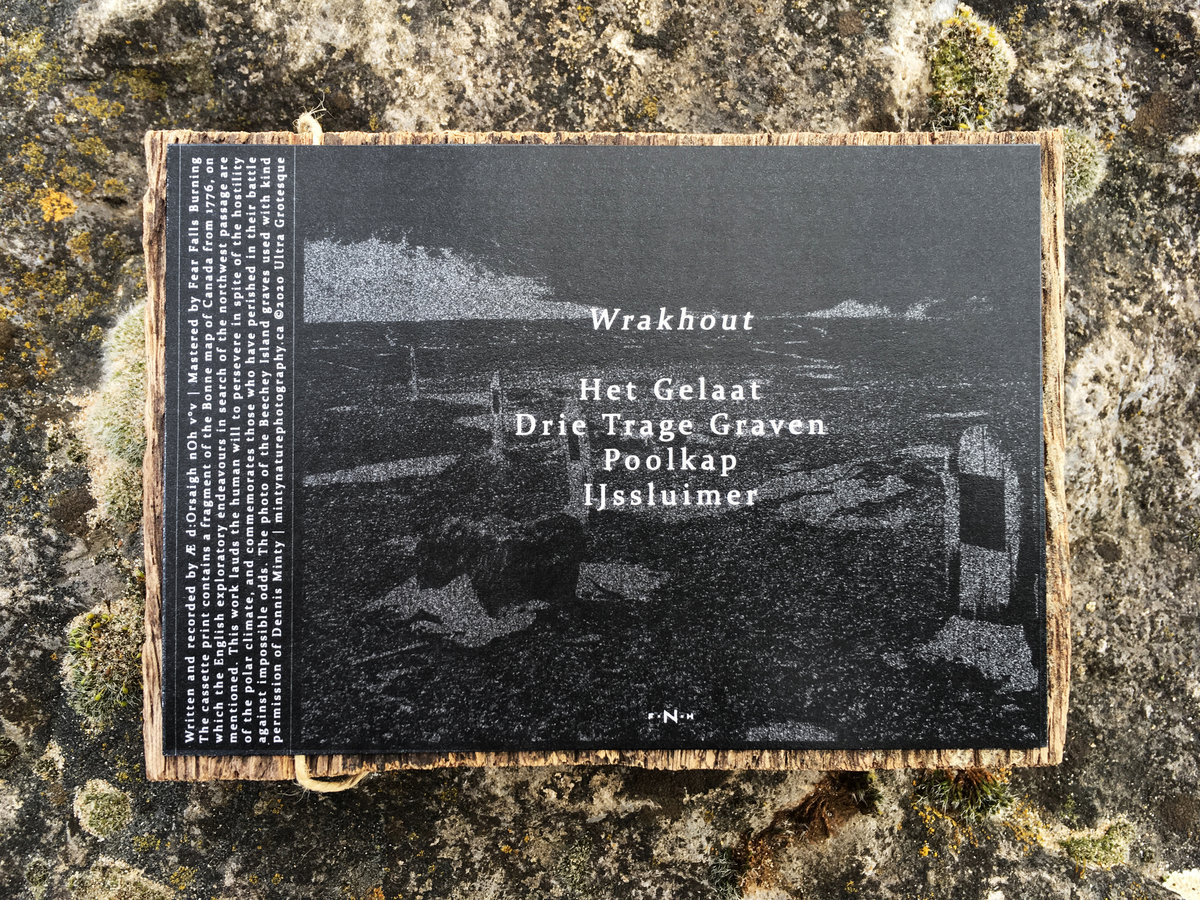 Written and recorded by Æ d:Orsaigh nOh v°v | Mastered by Fear Falls Burning
The cassette print contains a fragment of the Bonne map of Canada from 1776, on
which the English exploratory endeavours in search of the northwest passage are
mentioned. This work lauds the human will to persevere in spite of the hostility
of the polar climate, and commemorates those who have perished in their battle
against impossible odds. The photo of the Beechey Island graves used with kind
permission of Dennis Minty | mintynaturephotography.ca ©2020 Ultra Grotesque
Wrakhout
Het Gelaat
Drie Trage Graven
Poolkap
IJssluimer